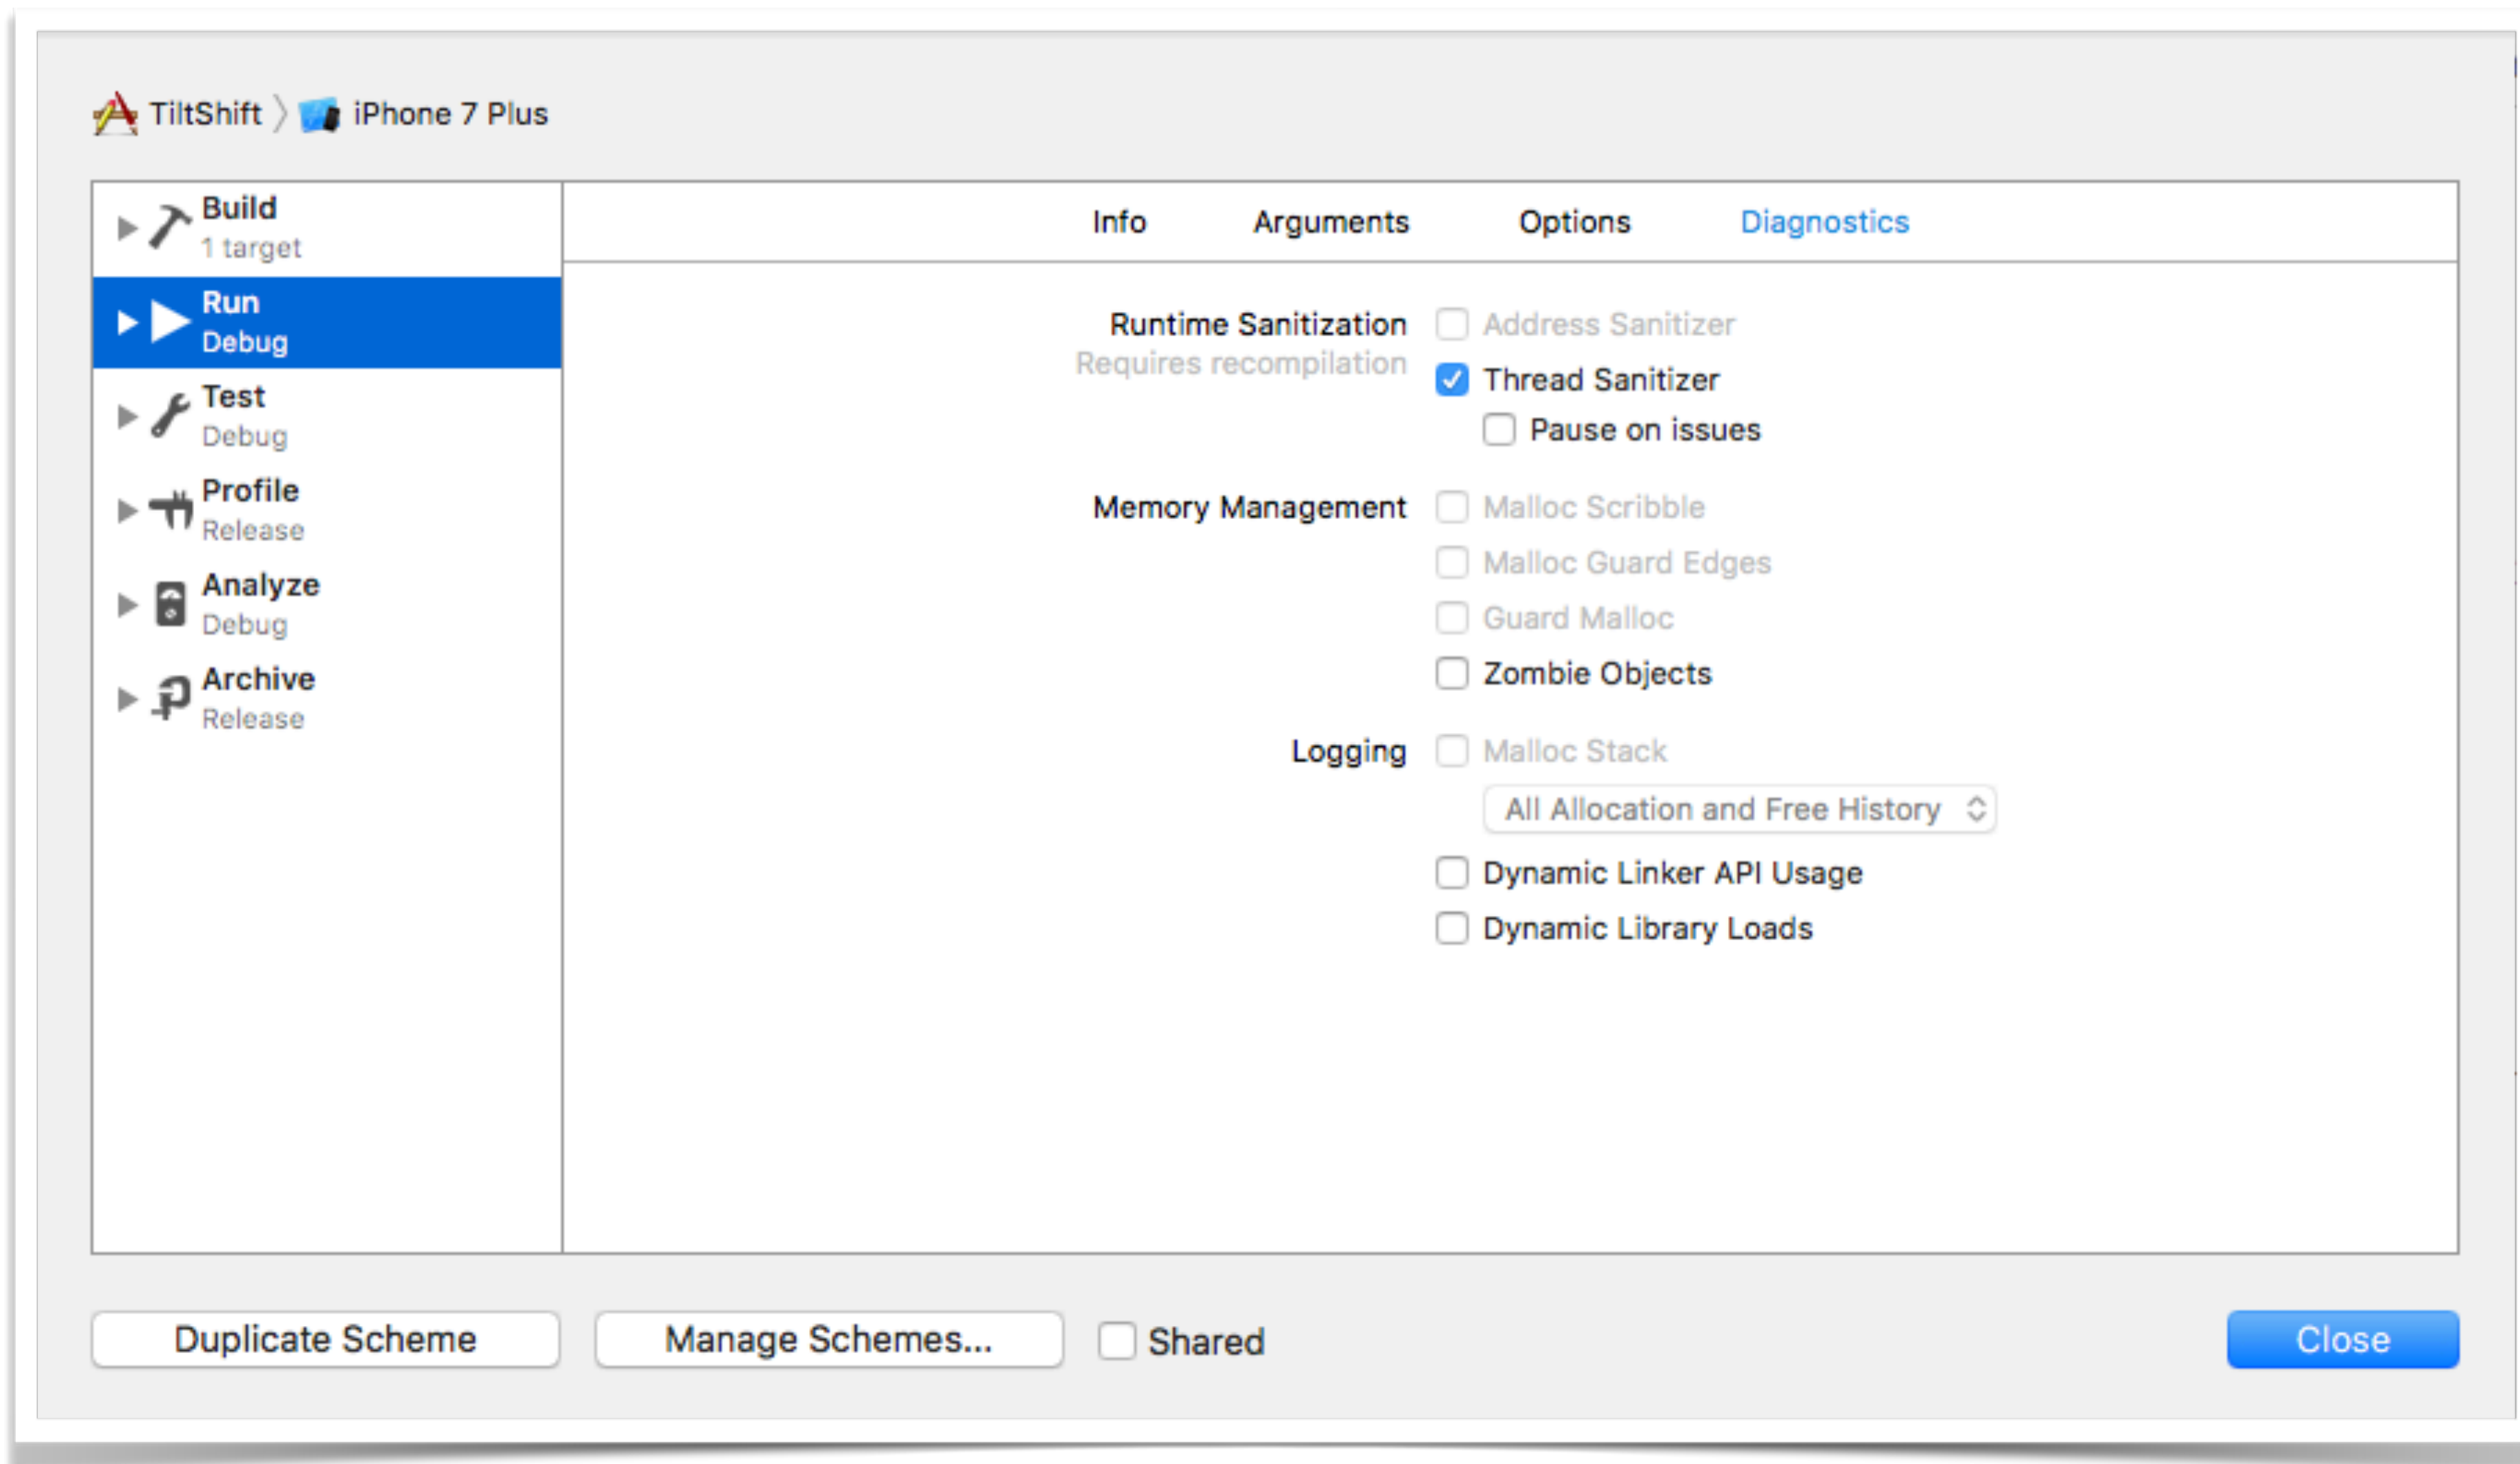 TiltShift iPhone 7 Plus
Build
1 target
Run
Debug
Test
Debug
Profile
Release
Analyze
Debug
Archive
Release
Info Arguments Options Diagnostics
Runtime Sanitization Address Sanitizer
Requires recompilation
Thread Sanitizer
Pause on issues
Memory Management Malloc Scribble
Malloc Guard Edges
Guard Malloc
Zombie Objects
Logging Malloc Stack
All Allocation and Free History
Dynamic Linker API Usage
Dynamic Library Loads
Duplicate Scheme Manage Schemes... Shared Close